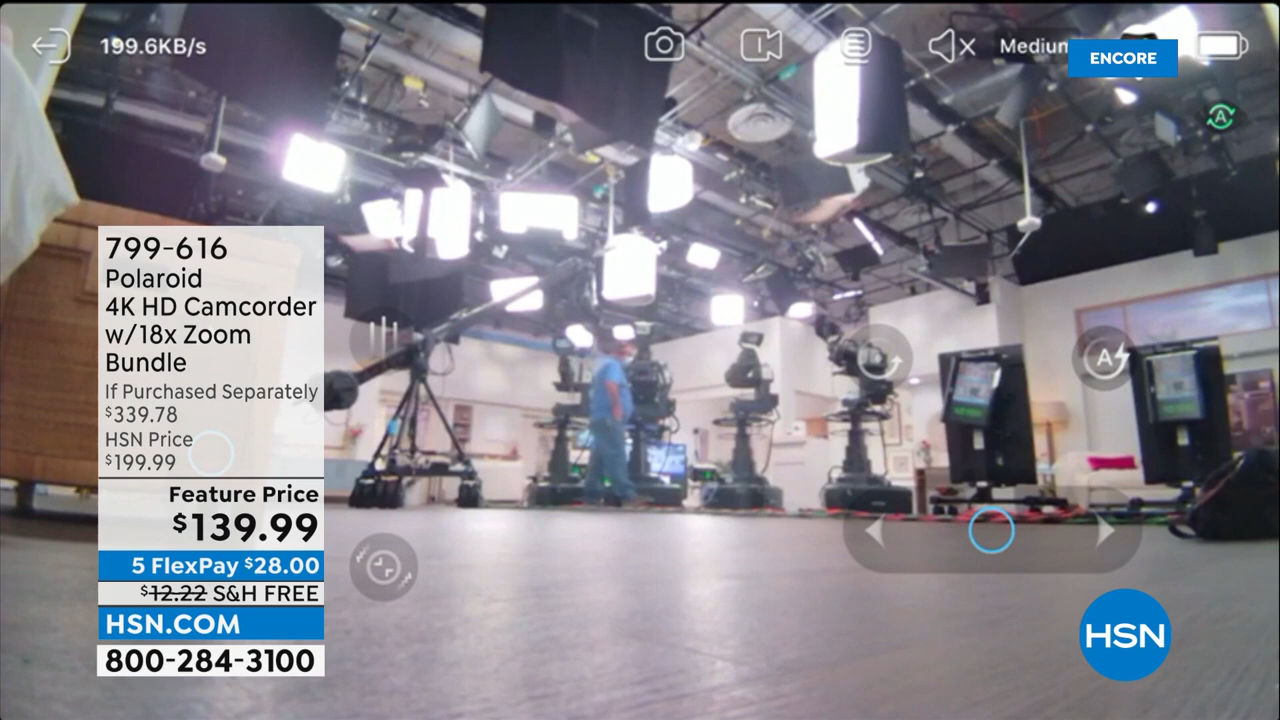 199.6KB/s
Medium
ENCORE
A
799-616
Polaroid
4K HD Camcorder
w/18x Zoom
Bundle
If Purchased Separately
$339.78
HSN Price
$199.99
A
Feature Price
$139.99
5 FlexPay $28.00
$12.22 S&H FREE
HSN.COM
800-284-3100
HSN